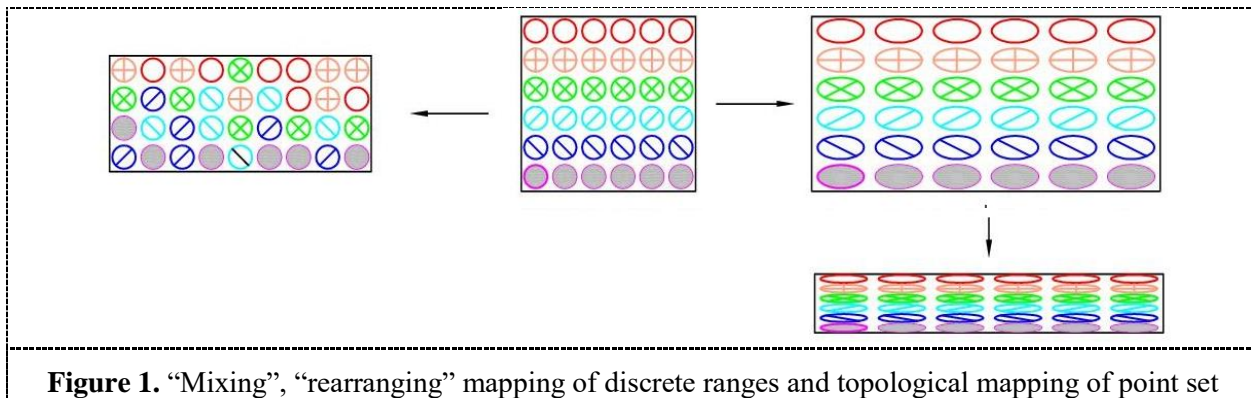 Figure 1. “Mixing”, “rearranging” mapping of discrete ranges and topological mapping of point set